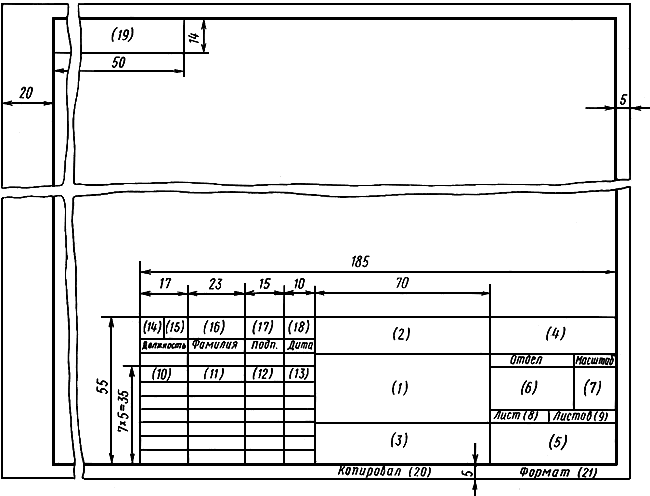 (19)
14
50
20
5
185
17 23 15 10 70
(14) (15) (16) (17) (18) (2) (4)
Должность Фамилия Подп. Дата
Отдел Масштаб
(10) (11) (12) (13) (1) (6) (7)
55
7×5=35
Лист (8) Листов (9)
(3) (5)
Копировал (20) 5 Формат (21)